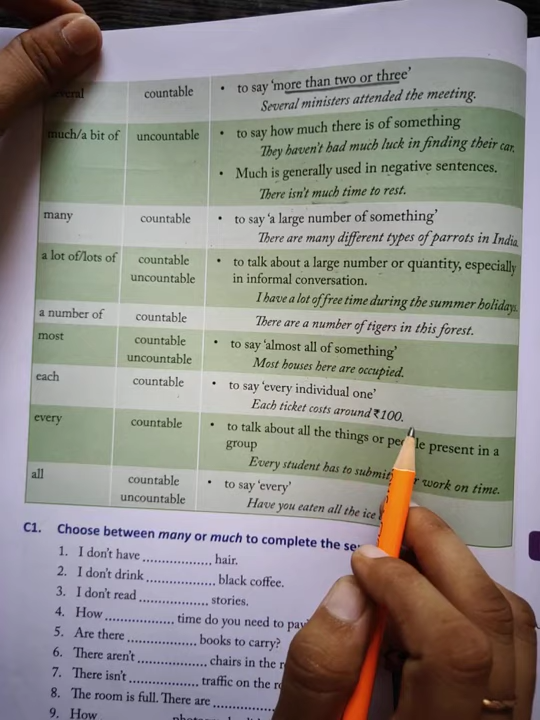 several countable • to say 'more than two or three'
Several ministers attended the meeting.
much/a bit of uncountable • to say how much there is of something
They haven't had much luck in finding their car.
• Much is generally used in negative sentences.
There isn't much time to rest.
many countable • to say 'a large number of something'
There are many different types of parrots in India.
a lot of/lots of countable • to talk about a large number or quantity, especially
uncountable in informal conversation.
I have a lot of free time during the summer holidays.
a number of countable There are a number of tigers in this forest.
most countable • to say 'almost all of something'
uncountable Most houses here are occupied.
each countable • to say 'every individual one'
Each ticket costs around ₹100.
every countable • to talk about all the things or people present in a
group
Every student has to submit work on time.
all countable • to say 'every'
uncountable Have you eaten all the ice
C1. Choose between many or much to complete the
1. I don't have .................. hair.
2. I don't drink .................. black coffee.
3. I don't read .................. stories.
4. How .................. time do you need to
5. Are there .................. books to carry?
6. There aren't .................. chairs in the
7. There isn't .................. traffic on the
8. The room is full. There are ..................
9. How